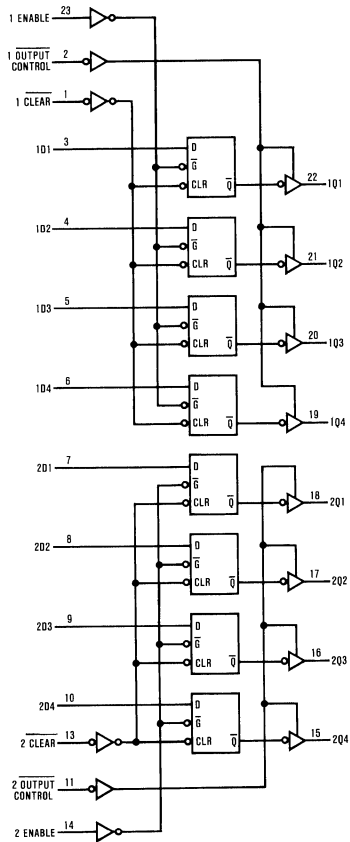 23
1 ENABLE
2
1 OUTPUT
CONTROL
1
1 CLEAR
3
1D1
D
G
CLR
Q
22
1Q1
4
1D2
D
G
CLR
Q
21
1Q2
5
1D3
D
G
CLR
Q
20
1Q3
6
1D4
D
G
CLR
Q
19
1Q4
7
2D1
D
G
CLR
Q
18
2Q1
8
2D2
D
G
CLR
Q
17
2Q2
9
2D3
D
G
CLR
Q
16
2Q3
10
2D4
D
G
CLR
Q
15
2Q4
13
2 CLEAR
11
2 OUTPUT
CONTROL
14
2 ENABLE